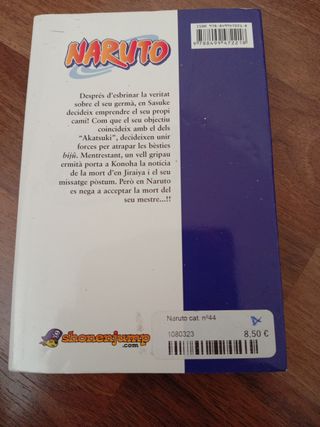 NARUTO
Després d'esbrinar la veritat
sobre el seu germà, en Sasuke
decideix emprendre el seu propi
camí! Com que el seu objectiu
coincideix amb el dels
"Akatsuki", decideixen unir
forces per atrapar les bèsties
bijû. Mentrestant, un vell gripau
ermità porta a Konoha la notícia
de la mort d'en Jiraiya i el seu
missatge pòstum. Però en Naruto
es nega a acceptar la mort del
seu mestre...!!
shonenjump
.com
Naruto cat. nº44
1080323
8,50 €